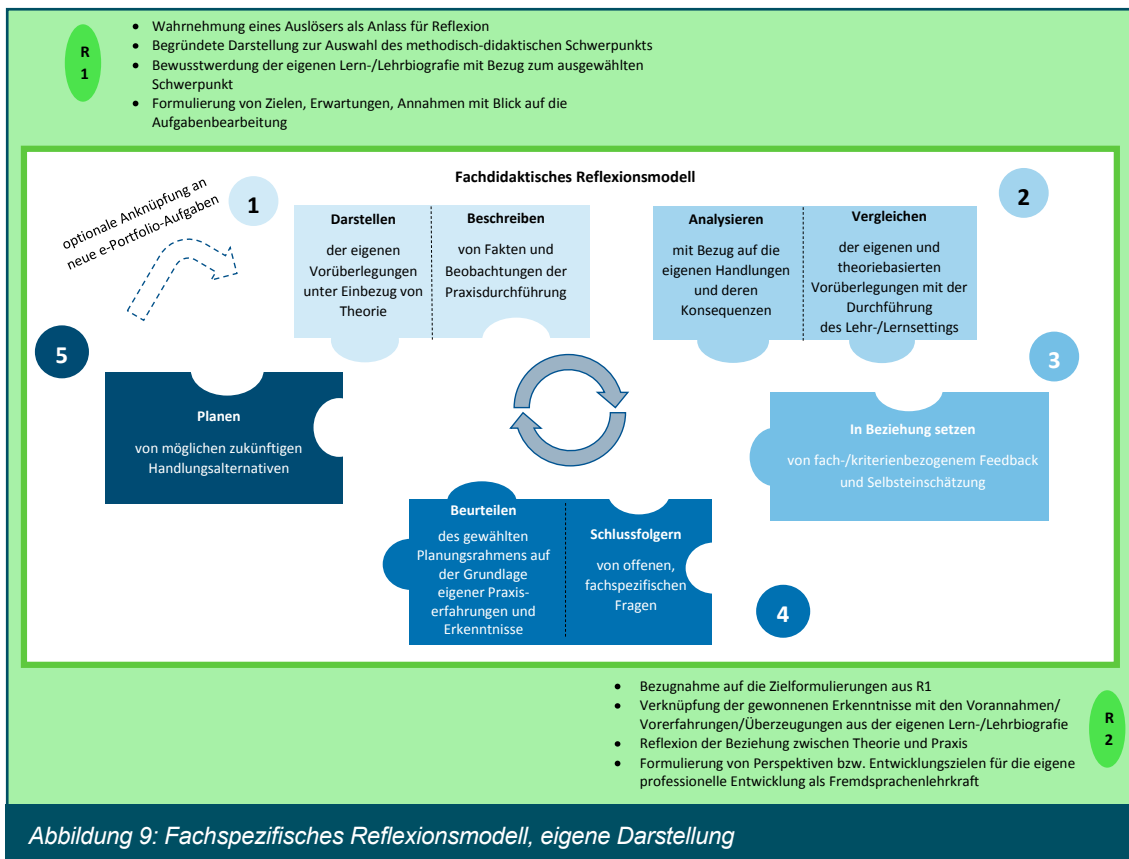 R
1
• Wahrnehmung eines Auslösers als Anlass für Reflexion
• Begründete Darstellung zur Auswahl des methodisch-didaktischen Schwerpunkts
• Bewusstwerdung der eigenen Lern-/Lehrbiografie mit Bezug zum ausgewählten
Schwerpunkt
• Formulierung von Zielen, Erwartungen, Annahmen mit Blick auf die
Aufgabenbearbeitung
Fachdidaktisches Reflexionsmodell
optionale Anknüpfung an
neue e-Portfolio-Aufgaben
1
Darstellen
der eigenen
Vorüberlegungen
unter Einbezug von
Theorie
Beschreiben
von Fakten und
Beobachtungen der
Praxisdurchführung
2
Analysieren
mit Bezug auf die
eigenen Handlungen
und deren
Konsequenzen
Vergleichen
der eigenen und
theoriebasierten
Vorüberlegungen mit der
Durchführung
des Lehr-/Lernsettings
3
In Beziehung setzen
von fach-/kriterienbezogenem Feedback
und Selbsteinschätzung
4
Beurteilen
des gewählten
Planungsrahmens auf
der Grundlage
eigener Praxis-
erfahrungen und
Erkenntnisse
Schlussfolgern
von offenen,
fachspezifischen
Fragen
5
Planen
von möglichen zukünftigen
Handlungsalternativen
• Bezugnahme auf die Zielformulierungen aus R1
• Verknüpfung der gewonnenen Erkenntnisse mit den Vorannahmen/
Vorerfahrungen/Überzeugungen aus der eigenen Lern-/Lehrbiografie
• Reflexion der Beziehung zwischen Theorie und Praxis
• Formulierung von Perspektiven bzw. Entwicklungszielen für die eigene
professionelle Entwicklung als Fremdsprachenlehrkraft
R
2
Abbildung 9: Fachspezifisches Reflexionsmodell, eigene Darstellung